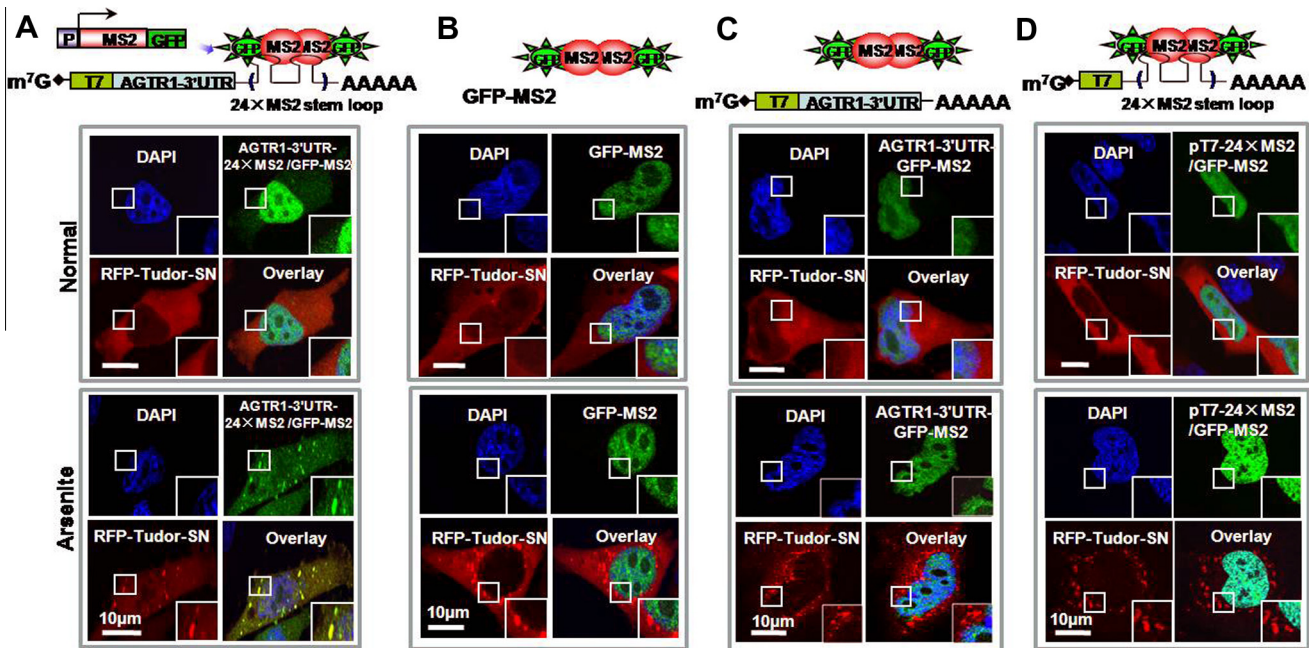 A
P MS2 GFP
GFP MS2 MS2 GFP
m⁷G T7 AGTR1-3'UTR ( ) AAAAA
24×MS2 stem loop
B
GFP MS2 MS2 GFP
GFP-MS2
C
GFP MS2 MS2 GFP
m⁷G T7 AGTR1-3'UTR AAAAA
D
GFP MS2 MS2 GFP
m⁷G T7 ( ) AAAAA
24×MS2 stem loop
Normal
DAPI
AGTR1-3'UTR-
24×MS2 /GFP-MS2
RFP-Tudor-SN
Overlay
DAPI
GFP-MS2
RFP-Tudor-SN
Overlay
DAPI
AGTR1-3'UTR-
GFP-MS2
RFP-Tudor-SN
Overlay
DAPI
pT7-24×MS2
/GFP-MS2
RFP-Tudor-SN
Overlay
Arsenite
DAPI
AGTR1-3'UTR-
24×MS2 /GFP-MS2
RFP-Tudor-SN
Overlay
10μm
DAPI
GFP-MS2
RFP-Tudor-SN
Overlay
10μm
DAPI
AGTR1-3'UTR-
GFP-MS2
RFP-Tudor-SN
Overlay
10μm
DAPI
pT7-24×MS2
/GFP-MS2
RFP-Tudor-SN
Overlay
10μm